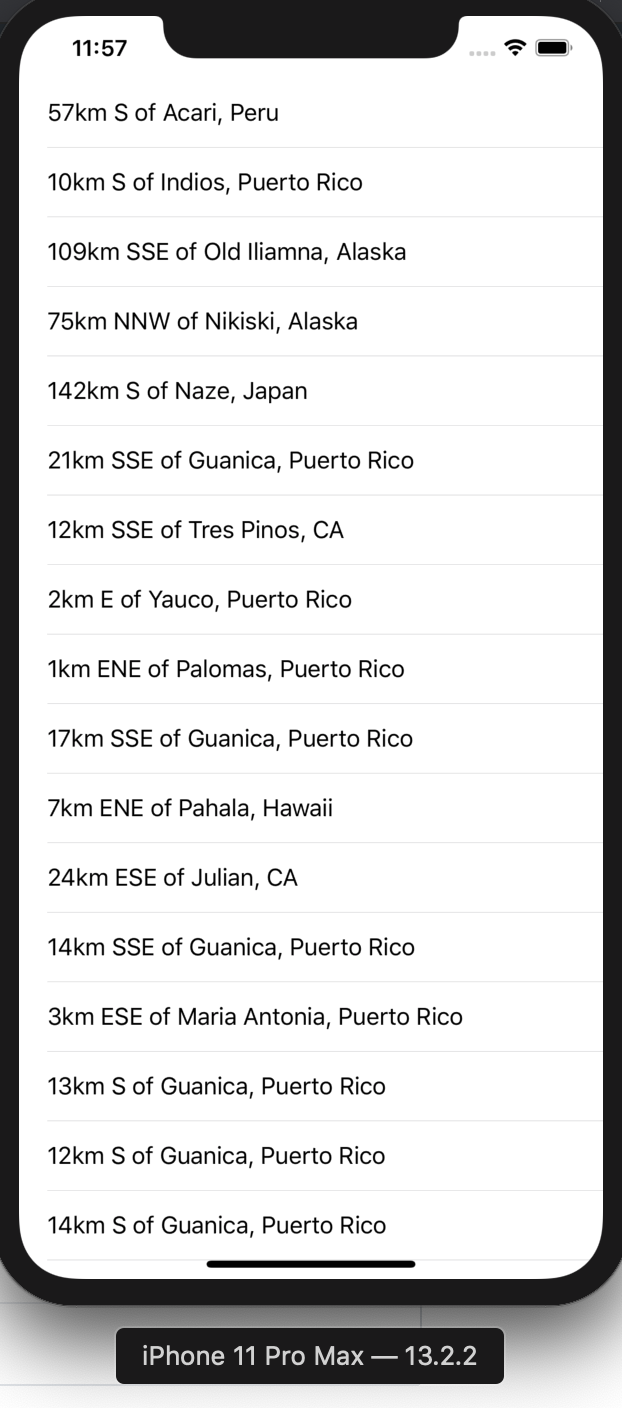 11:57
57km S of Acari, Peru
10km S of Indios, Puerto Rico
109km SSE of Old Iliamna, Alaska
75km NNW of Nikiski, Alaska
142km S of Naze, Japan
21km SSE of Guanica, Puerto Rico
12km SSE of Tres Pinos, CA
2km E of Yauco, Puerto Rico
1km ENE of Palomas, Puerto Rico
17km SSE of Guanica, Puerto Rico
7km ENE of Pahala, Hawaii
24km ESE of Julian, CA
14km SSE of Guanica, Puerto Rico
3km ESE of Maria Antonia, Puerto Rico
13km S of Guanica, Puerto Rico
12km S of Guanica, Puerto Rico
14km S of Guanica, Puerto Rico
iPhone 11 Pro Max — 13.2.2